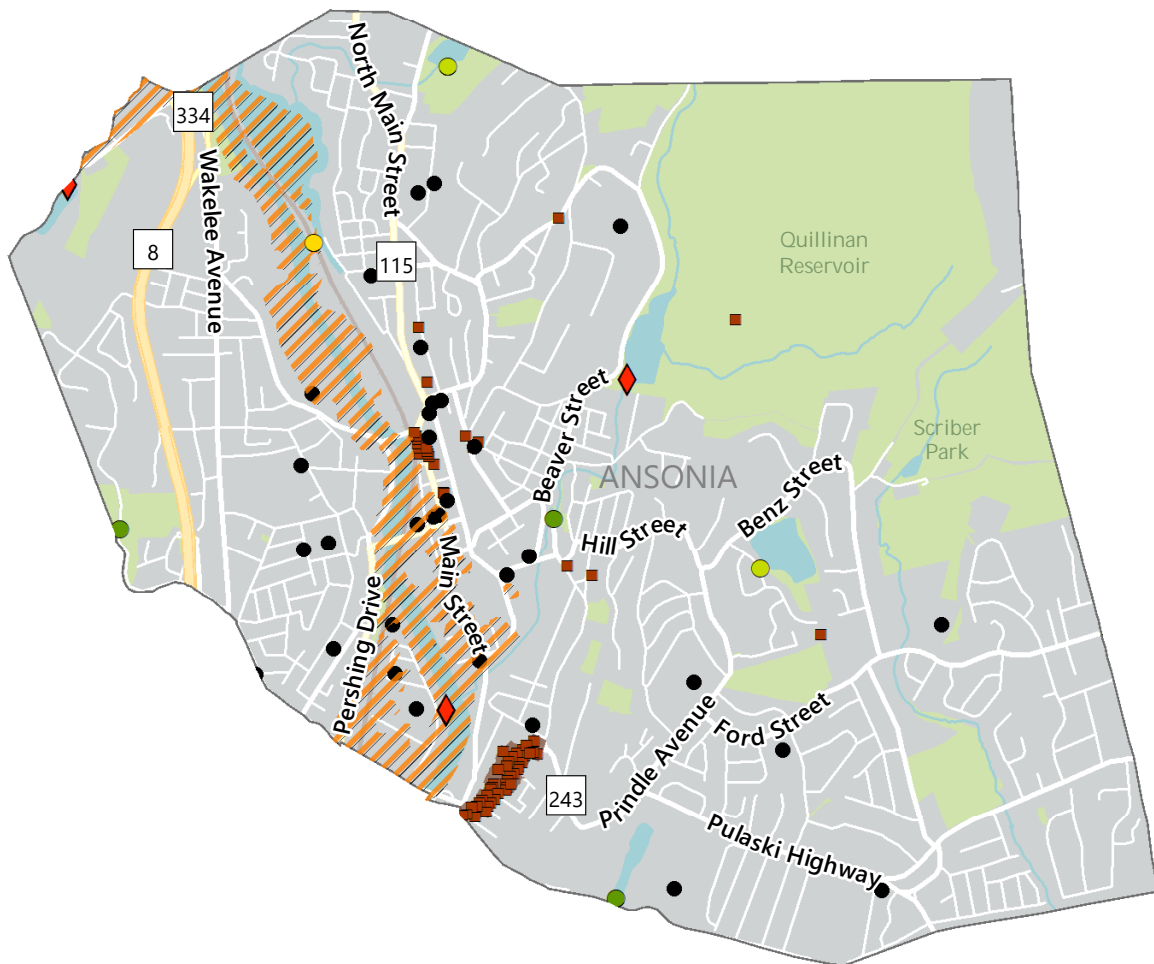 North Main Street
334
Wakelee Avenue
8
115
Quillinan
Reservoir
Beaver Street
Scriber
Park
ANSONIA
Benz Street
Hill Street
Main Street
Pershing Drive
Ford Street
Prindle Avenue
243
Pulaski Highway